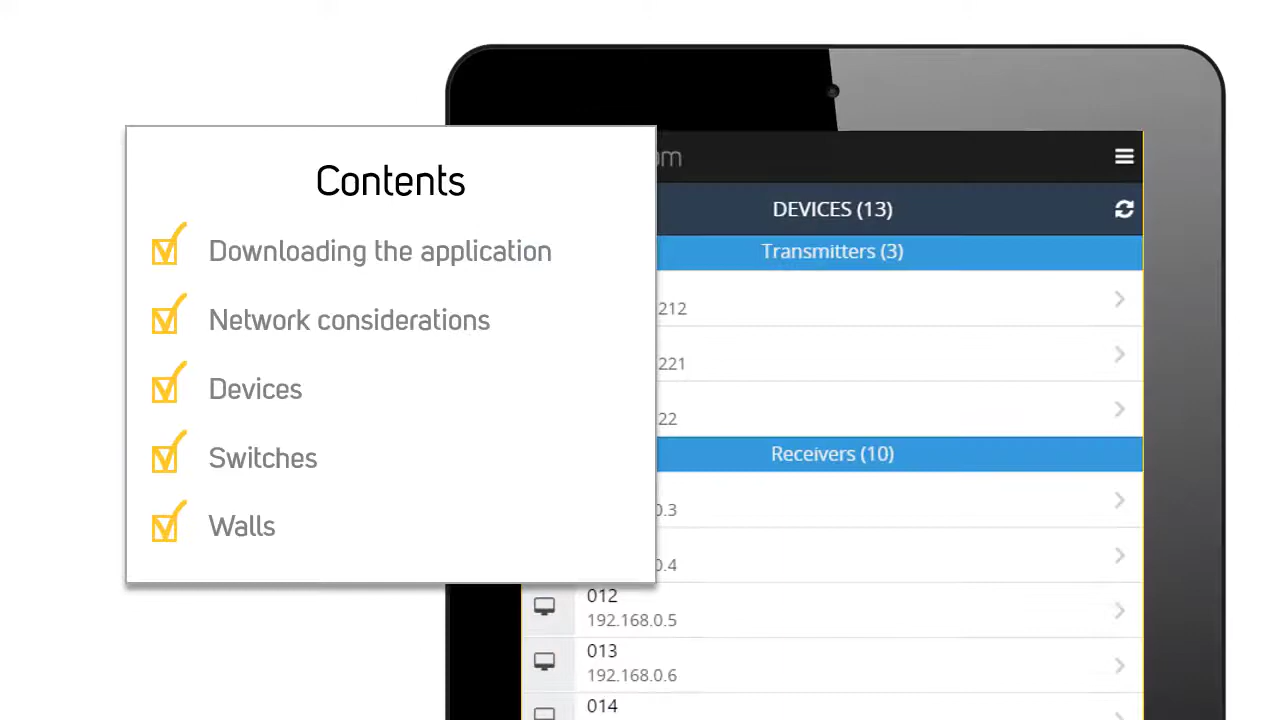 Contents
Downloading the application
Network considerations
Devices
Switches
Walls
DEVICES (13)
Transmitters (3)
212
221
22
Receivers (10)
0.3
0.4
012
192.168.0.5
013
192.168.0.6
014